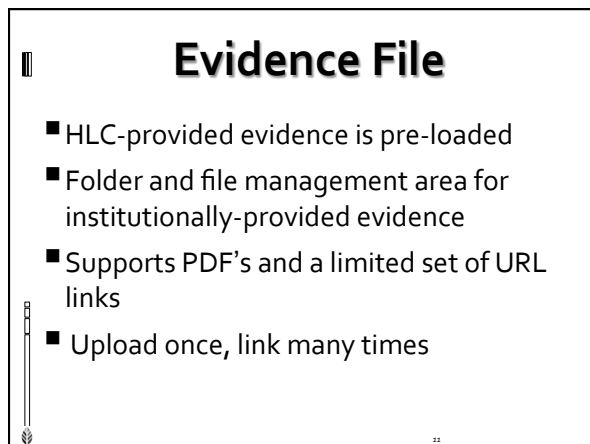 Evidence File
■ HLC-provided evidence is pre-loaded
■ Folder and file management area for
institutionally-provided evidence
■ Supports PDF's and a limited set of URL
links
■ Upload once, link many times
11